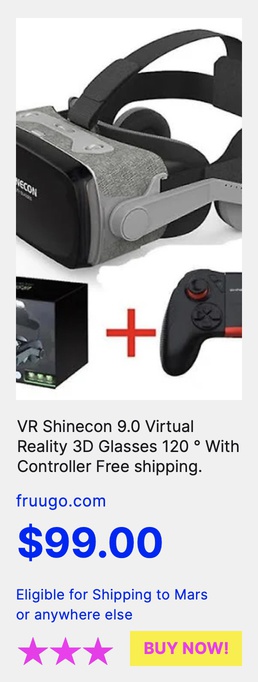 NECON
VR Shinecon 9.0 Virtual
Reality 3D Glasses 120 ° With
Controller Free shipping.
fruugo.com
$99.00
Eligible for Shipping to Mars
or anywhere else
BUY NOW!